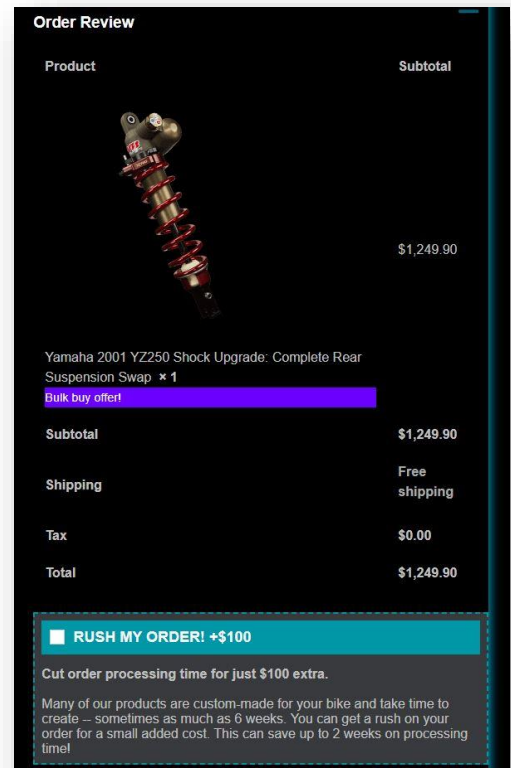 Order Review
Product Subtotal
$1,249.90
Yamaha 2001 YZ250 Shock Upgrade: Complete Rear
Suspension Swap × 1
Bulk buy offer!
Subtotal $1,249.90
Shipping Free shipping
Tax $0.00
Total $1,249.90
RUSH MY ORDER! +$100
Cut order processing time for just $100 extra.
Many of our products are custom-made for your bike and take time to
create -- sometimes as much as 6 weeks. You can get a rush on your
order for a small added cost. This can save up to 2 weeks on processing
time!